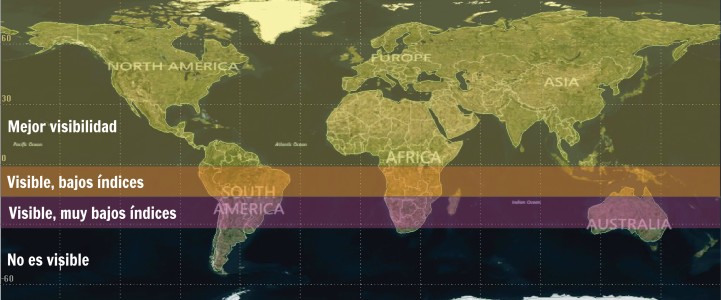 60
NORTH AMERICA
EUROPE
ASIA
30
Mejor visibilidad
Pacific Ocean
Atlantic Ocean
AFRICA
0
Visible, bajos índices
SOUTH
AMERICA
Indian Ocean
Visible, muy bajos índices
AUSTRALIA
No es visible
-60